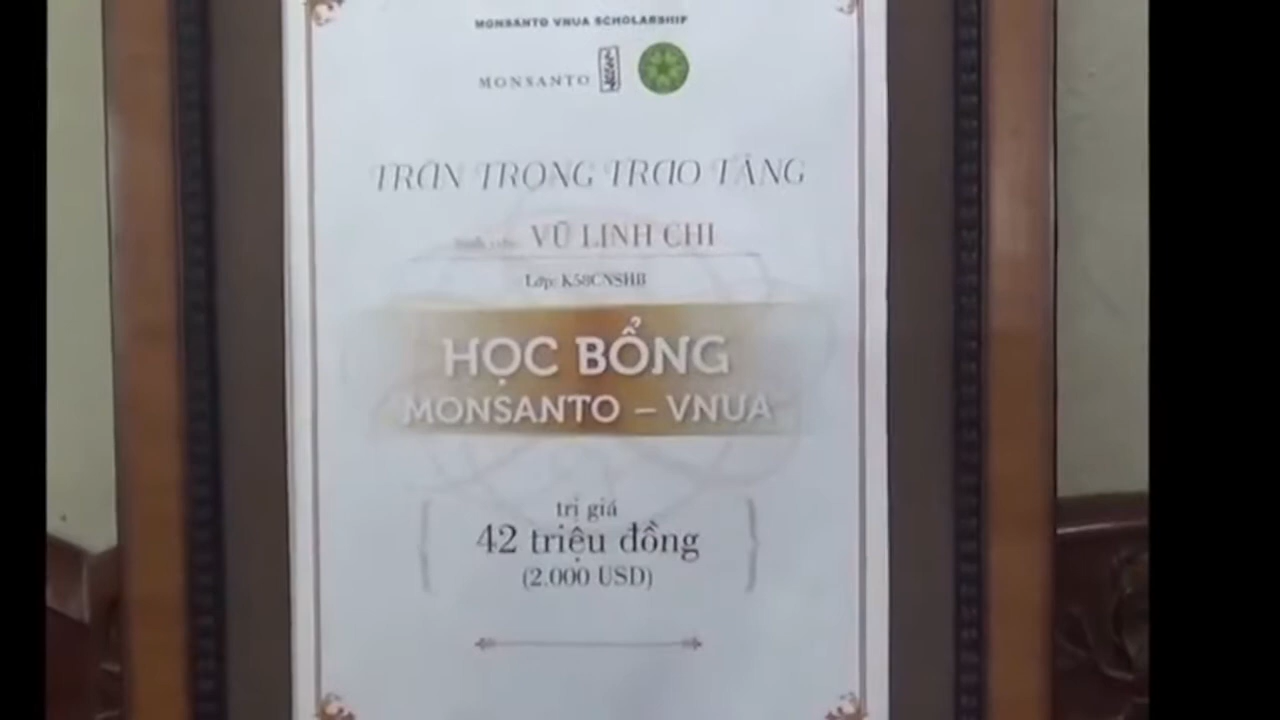 MONSANTO VNUA SCHOLARSHIP
MONSANTO
TRÂN TRỌNG TRAO TẶNG
VŨ LINH CHI
Lớp: K58CNSHB
HỌC BỔNG
MONSANTO – VNUA
trị giá
42 triệu đồng
(2.000 USD)